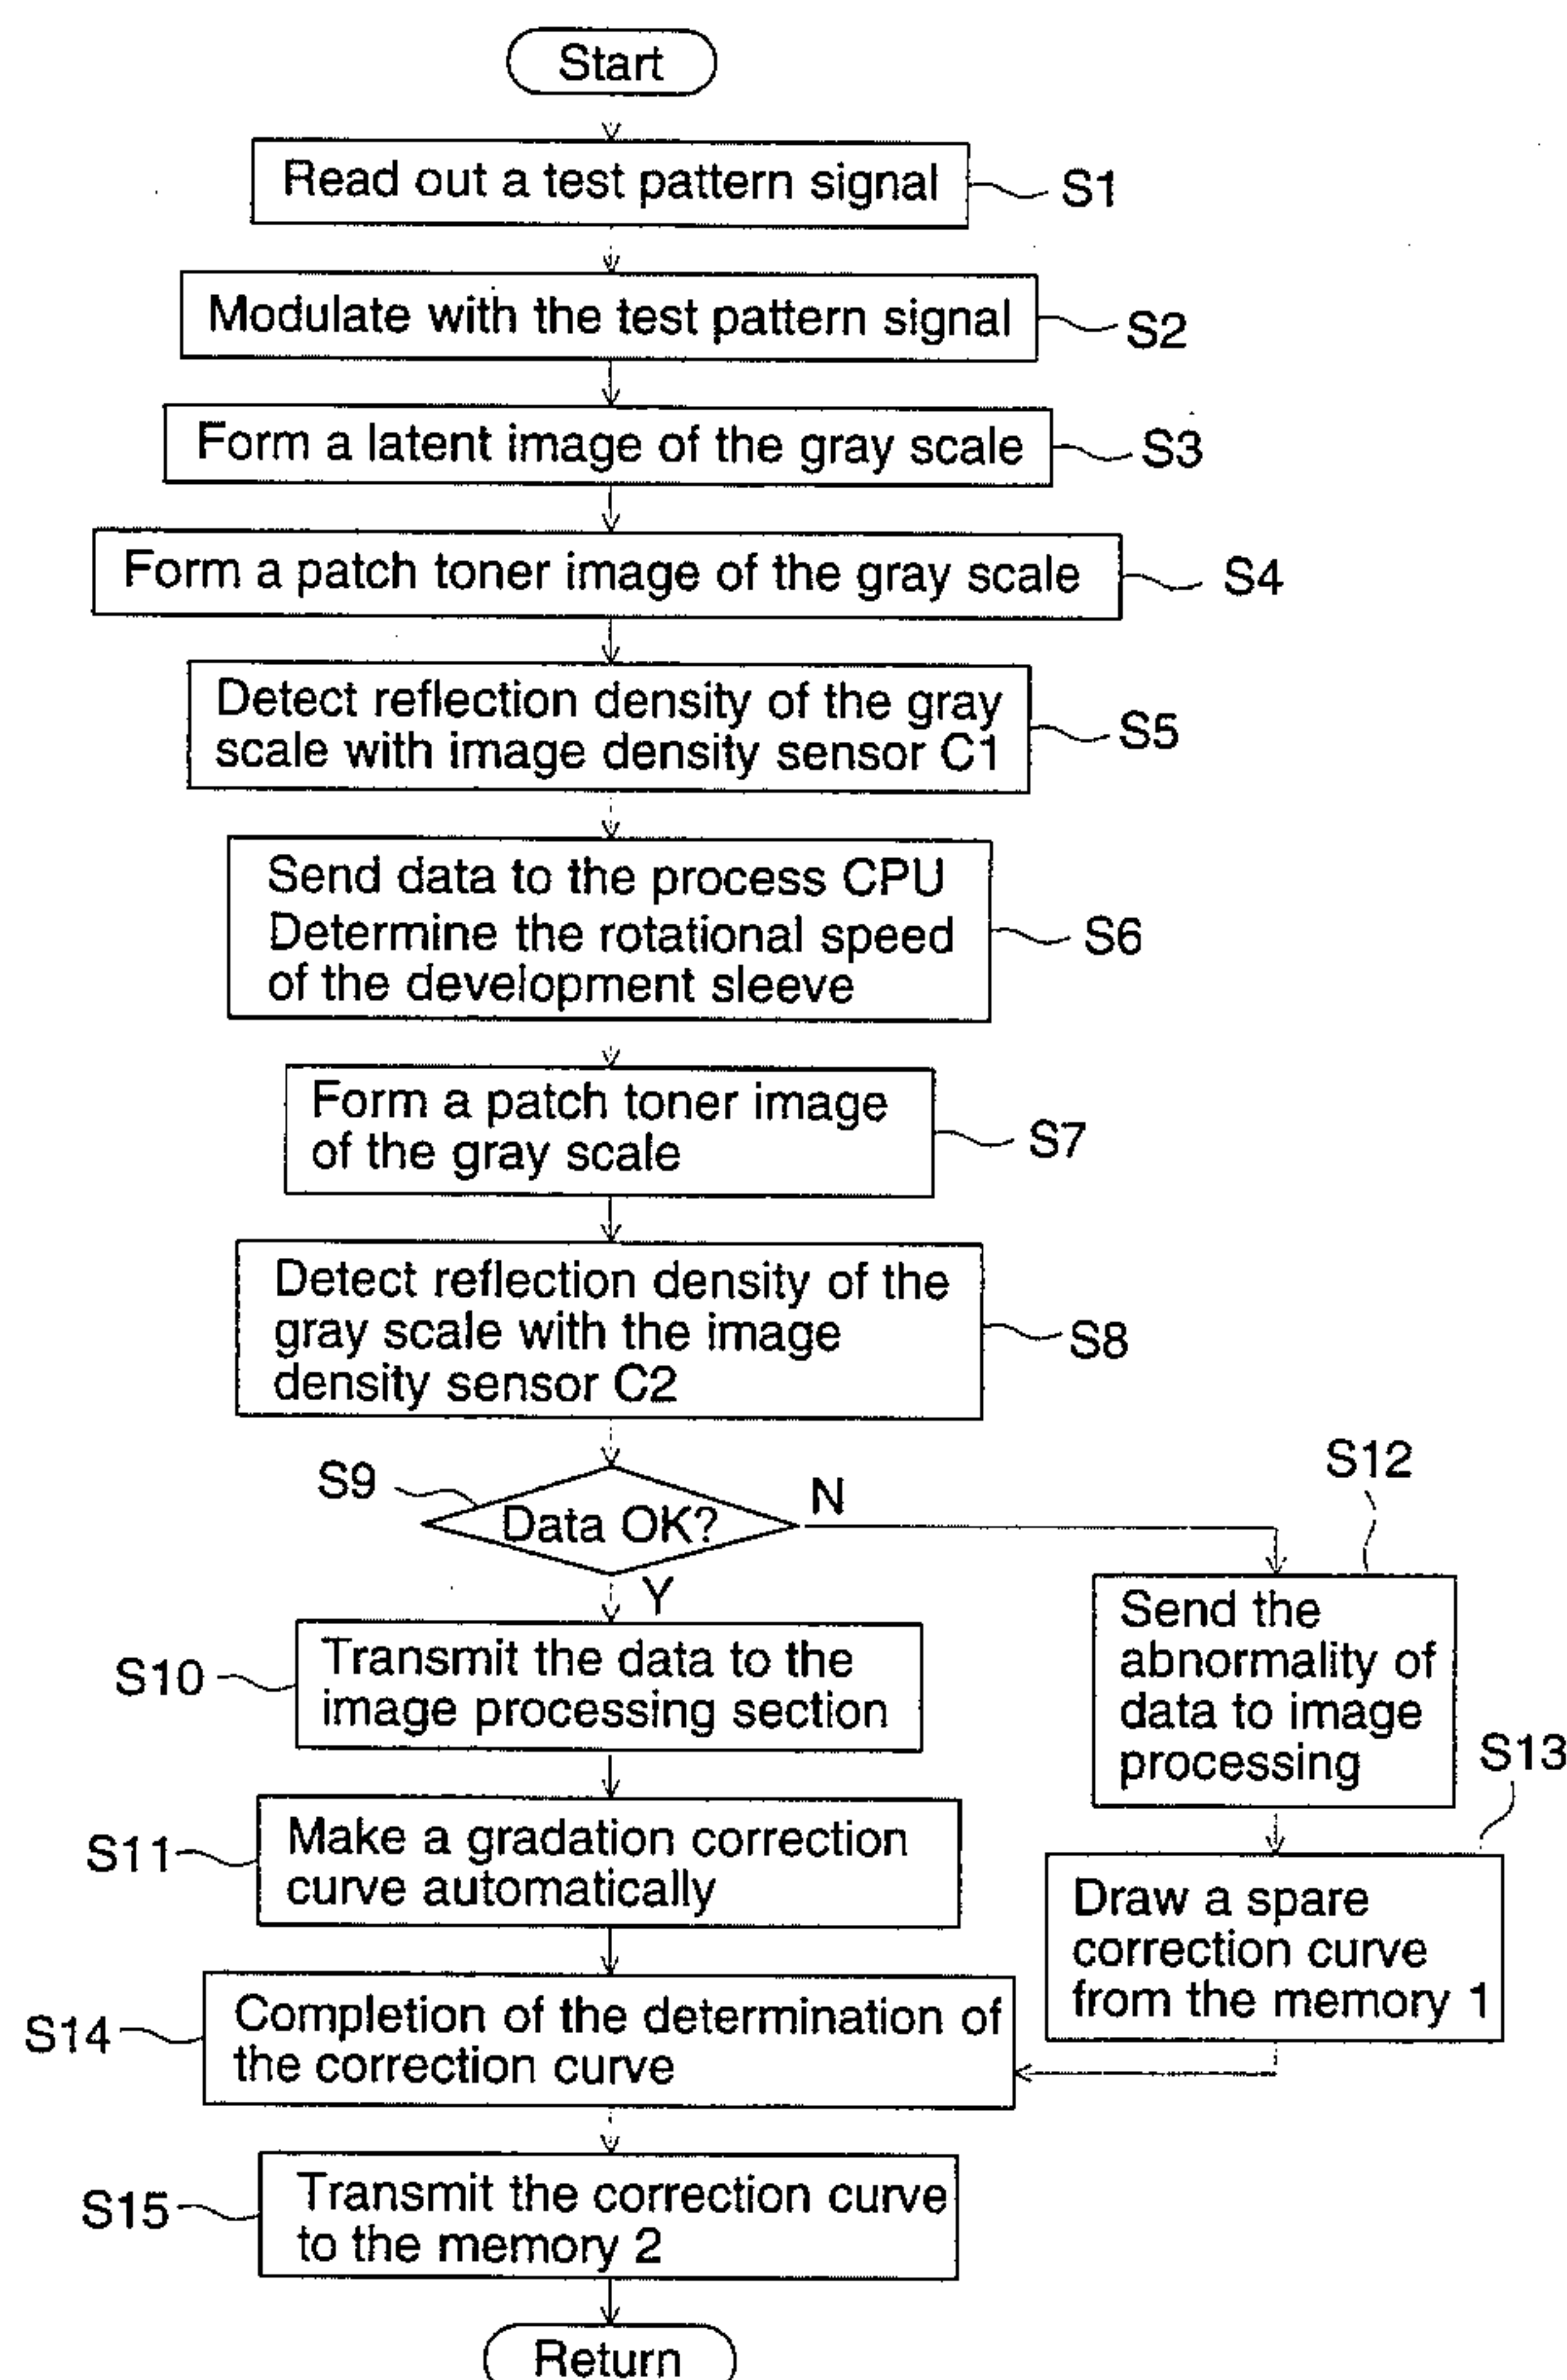 Start
Read out a test pattern signal
S1
Modulate with the test pattern signal
S2
Form a latent image of the gray scale
S3
Form a patch toner image of the gray scale
S4
Detect reflection density of the gray
scale with image density sensor C1
S5
Send data to the process CPU
Determine the rotational speed
of the development sleeve
S6
Form a patch toner image
of the gray scale
S7
Detect reflection density of the
gray scale with the image
density sensor C2
S8
S9
Data OK?
N
Y
S12
Send the
abnormality of
data to image
processing
S10
Transmit the data to the
image processing section
S13
Draw a spare
correction curve
from the memory 1
S11
Make a gradation correction
curve automatically
S14
Completion of the determination of
the correction curve
S15
Transmit the correction curve
to the memory 2
Return